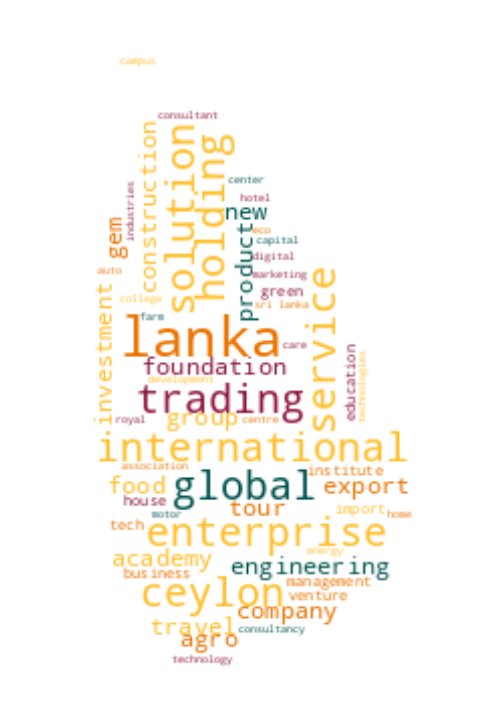 campus
consultant
construction
solution
holding
industries
center
hotel
new
gem
eco
capital
product
digital
auto
marketing
green
investment
college
sri lanka
farm
service
lanka
care
foundation
education
technologies
development
trading
group
centre
royal
international
association
institute
food
global
export
house
tour
import
motor
home
tech
enterprise
energy
academy
engineering
business
management
ceylon
venture
company
travel
consultancy
agro
technology